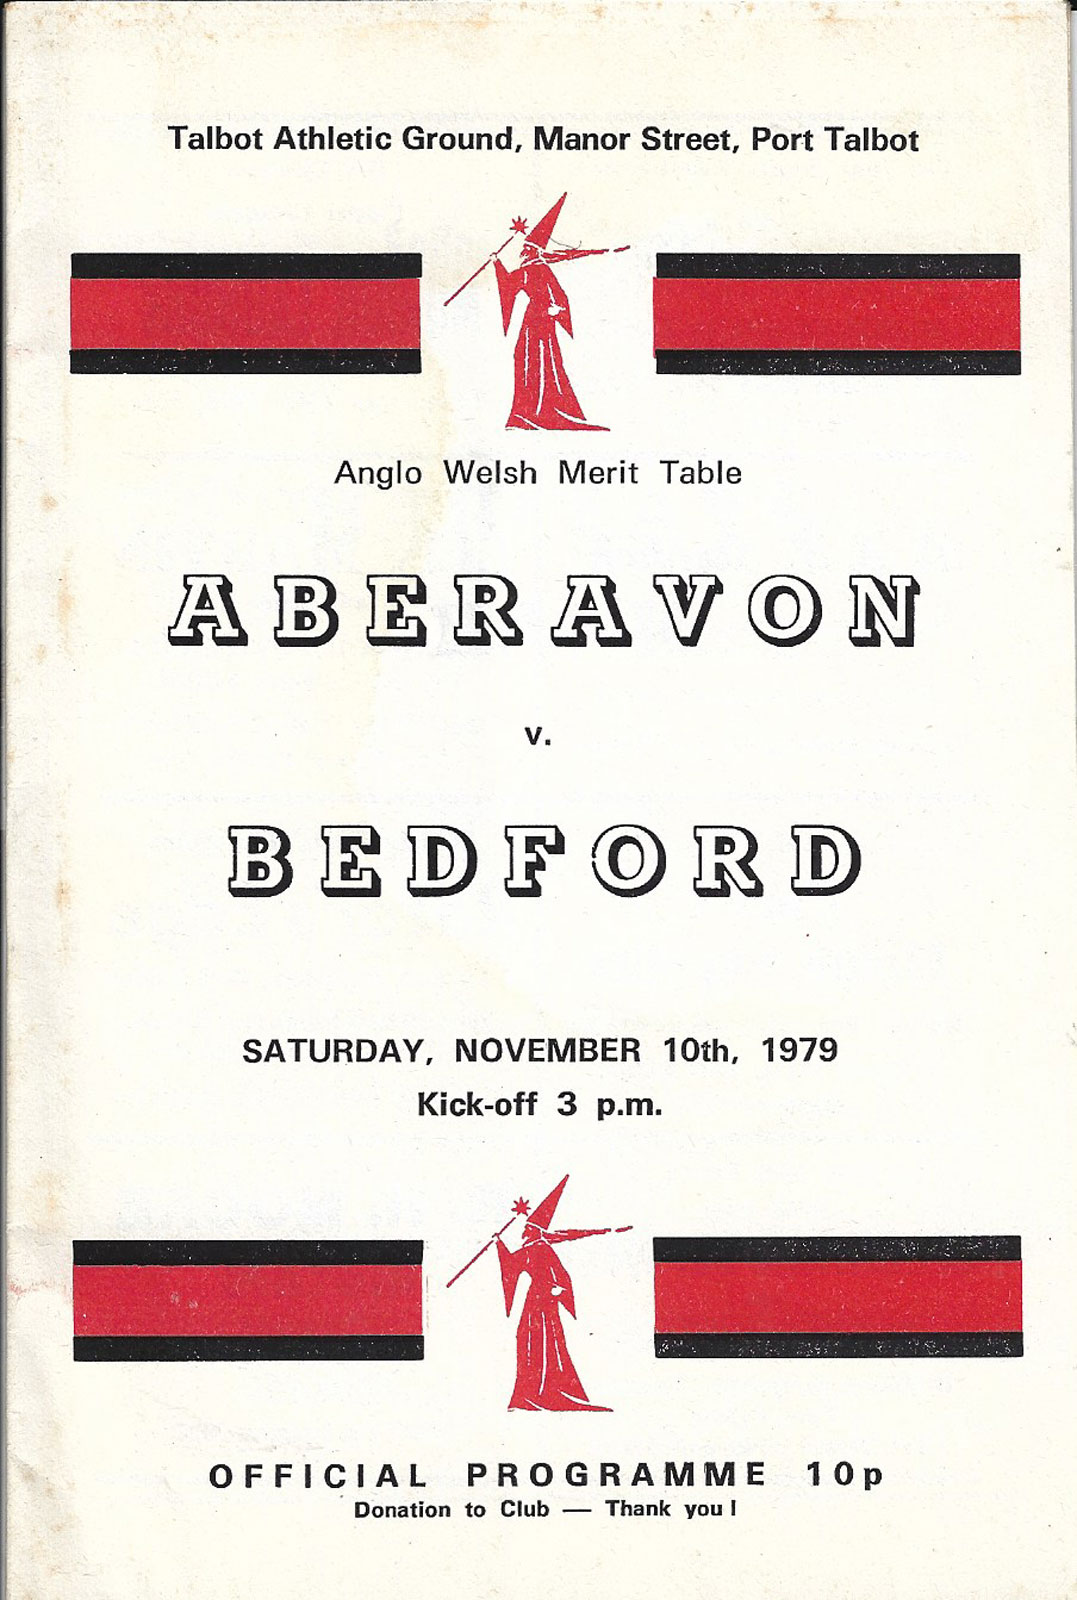 Talbot Athletic Ground, Manor Street, Port Talbot
Anglo Welsh Merit Table
ABERAVON
v.
BEDFORD
SATURDAY, NOVEMBER 10th, 1979
Kick-off 3 p.m.
OFFICIAL PROGRAMME 10p
Donation to Club — Thank you!